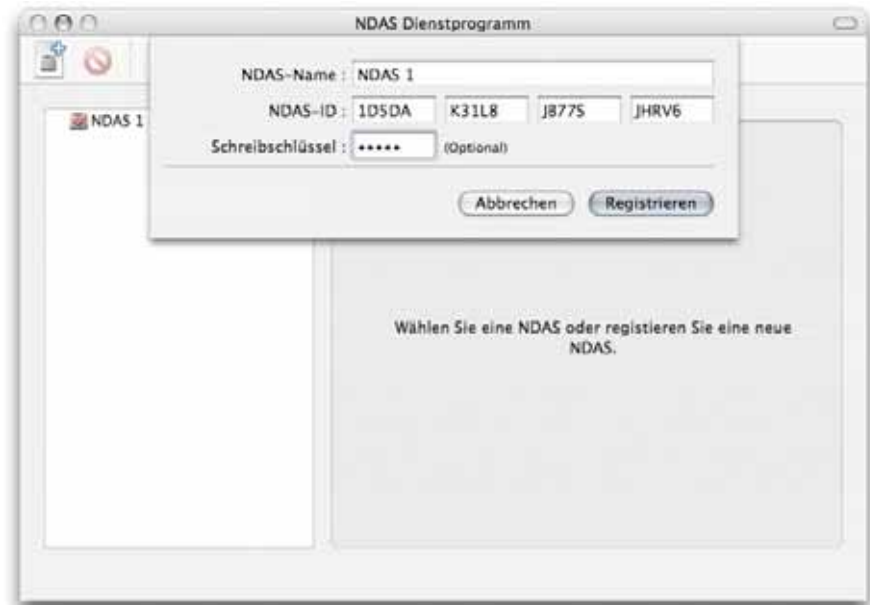 NDAS Dienstprogramm
NDAS-Name : NDAS 1
NDAS-ID : 1D5DA K31L8 J877S JHRV6
Schreibschlüssel : ••••• (Optional)
Abbrechen Registrieren
NDAS 1
Wählen Sie eine NDAS oder registieren Sie eine neue
NDAS.